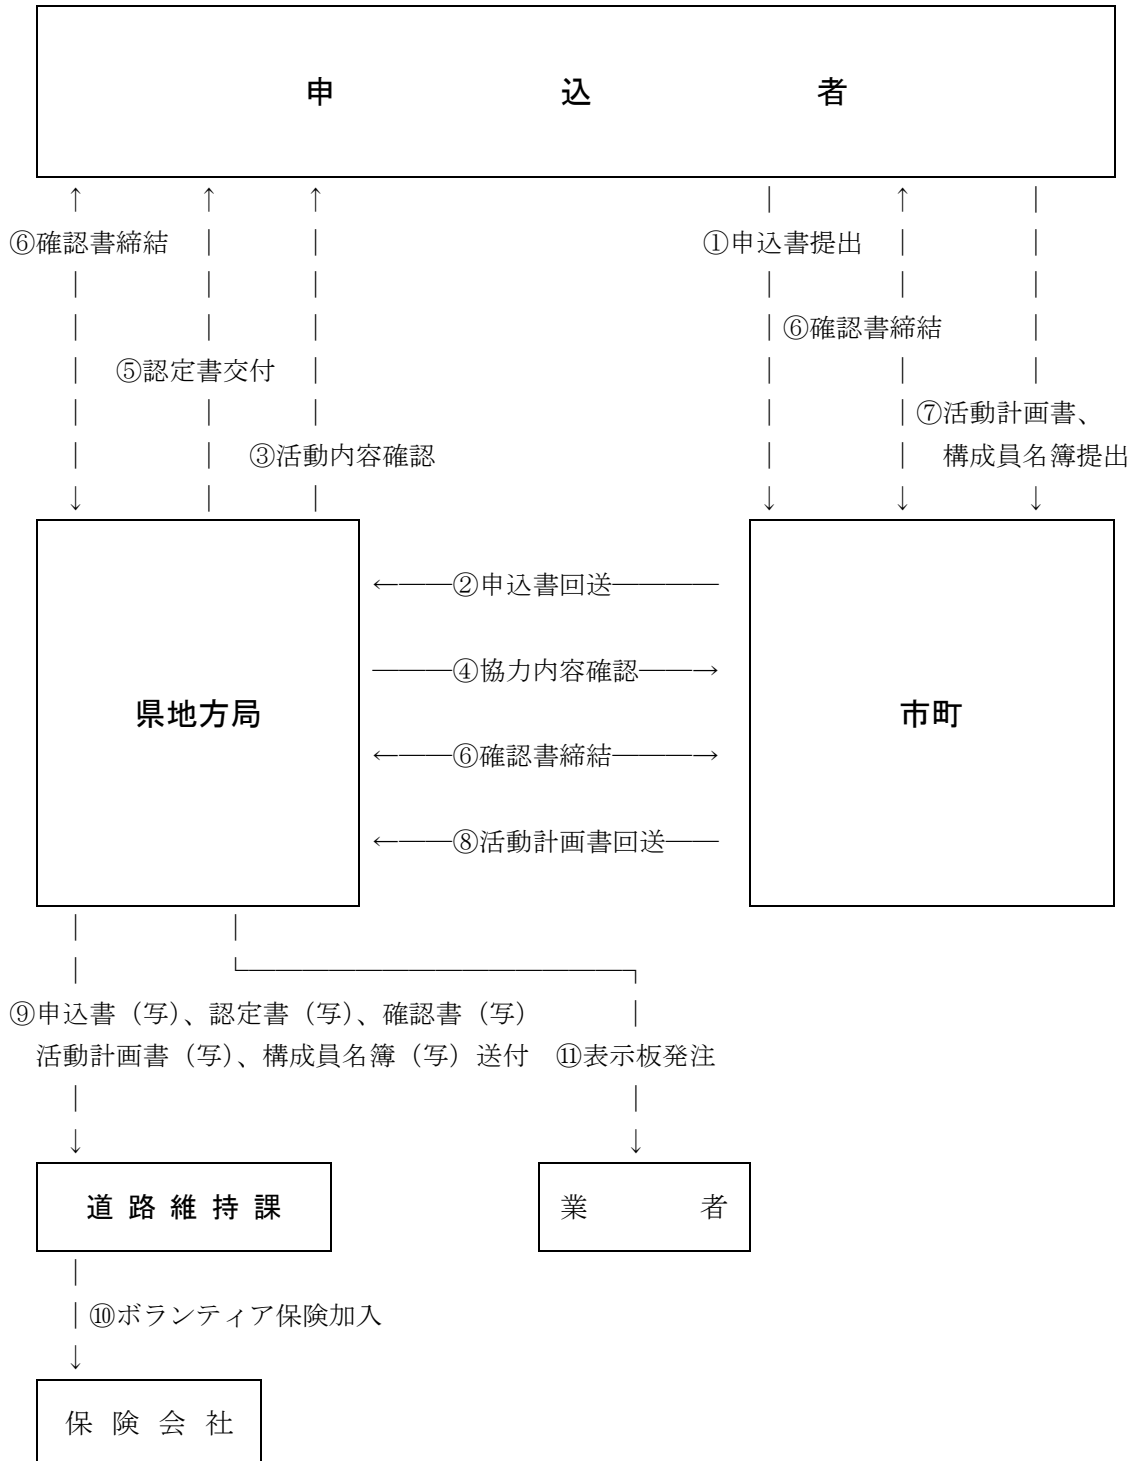 申込者
⑥確認書締結
①申込書提出
⑥確認書締結
⑤認定書交付
⑦活動計画書、
③活動内容確認
構成員名簿提出
←――②申込書回送―――
―――④協力内容確認――→
県地方局
市町
←――⑥確認書締結―――→
←――⑧活動計画書回送――
⑨申込書（写）、認定書（写）、確認書（写）
活動計画書（写）、構成員名簿（写）送付
⑪表示板発注
道路維持課
業者
⑩ボランティア保険加入
保険会社